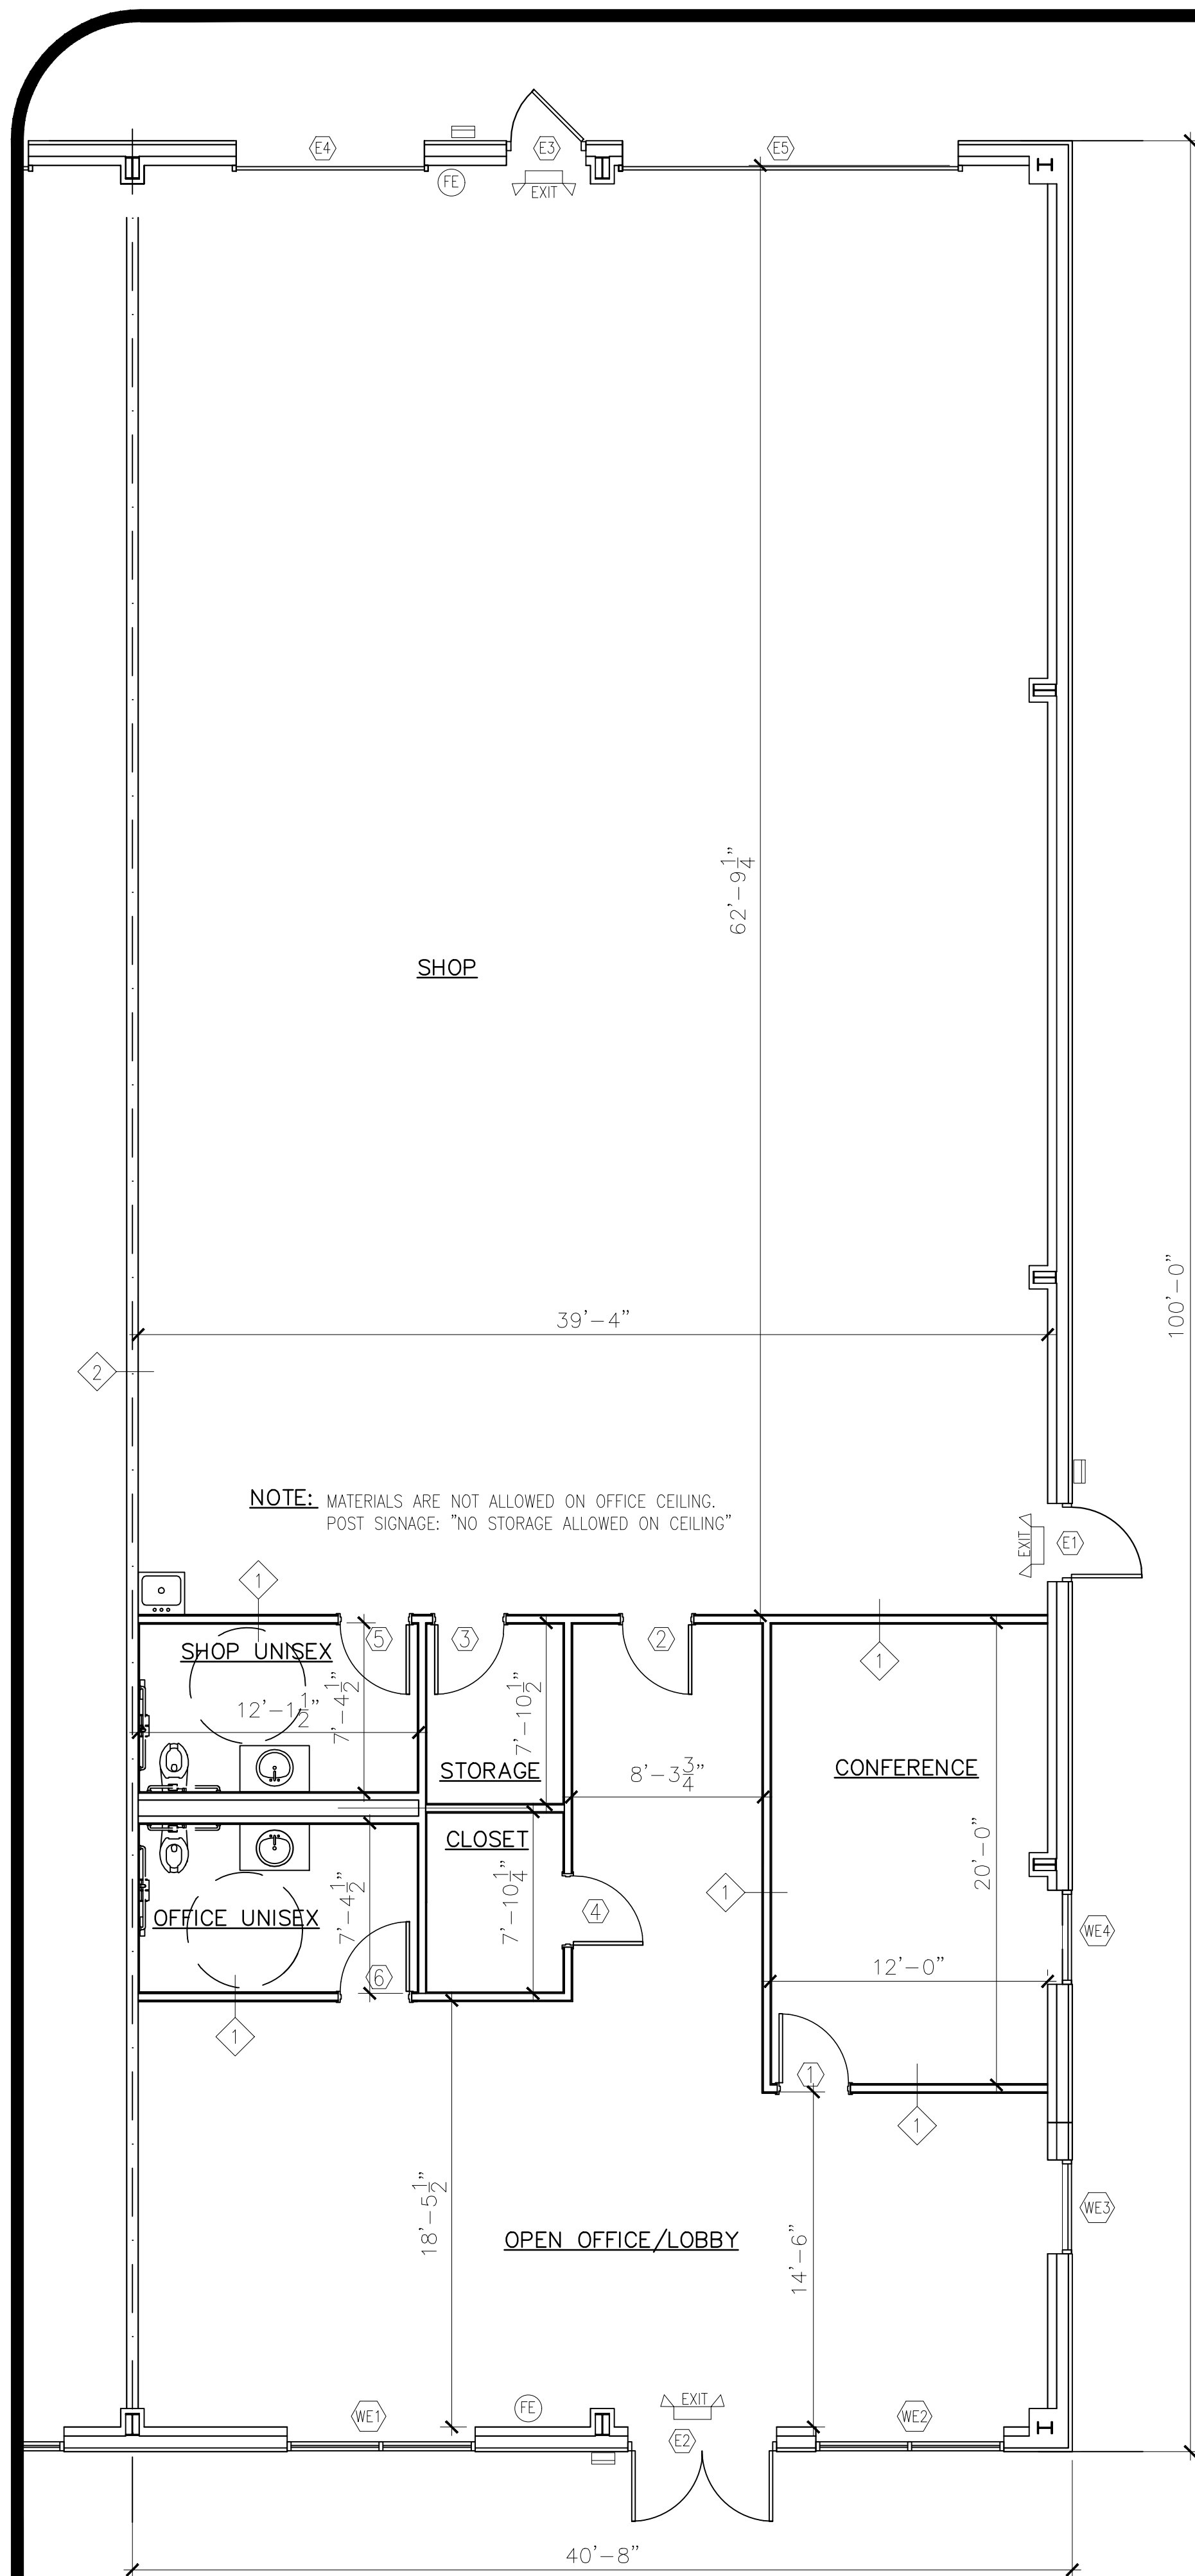 E4
E3
E5
FE
EXIT
62'-9 1/4"
SHOP
100'-0"
39'-4"
2
NOTE: MATERIALS ARE NOT ALLOWED ON OFFICE CEILING.
POST SIGNAGE: "NO STORAGE ALLOWED ON CEILING"
EXIT
E1
1
5
3
2
SHOP UNISEX
1
7'-4 1/2"
7'-10 1/2"
12'-1 1/2"
STORAGE
8'-3 3/4"
CONFERENCE
CLOSET
20'-0"
7'-4 1/2"
7'-10 1/4"
1
4
OFFICE UNISEX
WE4
12'-0"
6
1
1
1
18'-5 1/2"
WE3
OPEN OFFICE/LOBBY
14'-6"
EXIT
WE1
FE
E2
WE2
40'-8"